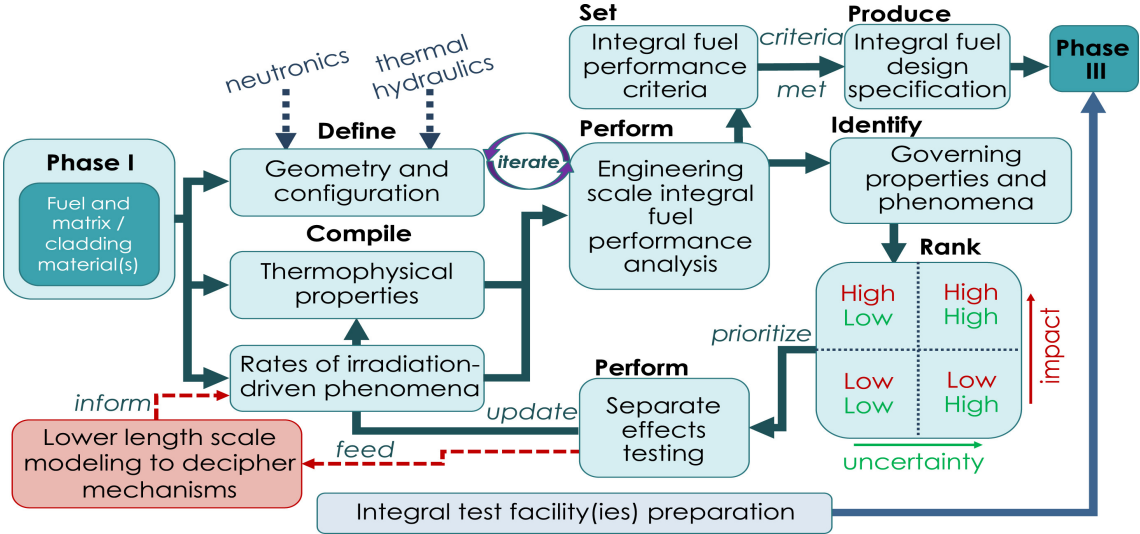 Set
Produce
Integral fuel
performance
criteria
criteria
met
Integral fuel
design
specification
Phase
III
neutronics
thermal
hydraulics
Define
Perform
Identify
Phase I
Fuel and
matrix /
cladding
material(s)
Geometry and
configuration
iterate
Engineering
scale integral
fuel
performance
analysis
Governing
properties and
phenomena
Compile
Rank
Thermophysical
properties
High
Low
High
High
Low
Low
Low
High
impact
uncertainty
prioritize
Rates of irradiation-
driven phenomena
Perform
Separate
effects
testing
inform
update
feed
Lower length scale
modeling to decipher
mechanisms
Integral test facility(ies) preparation